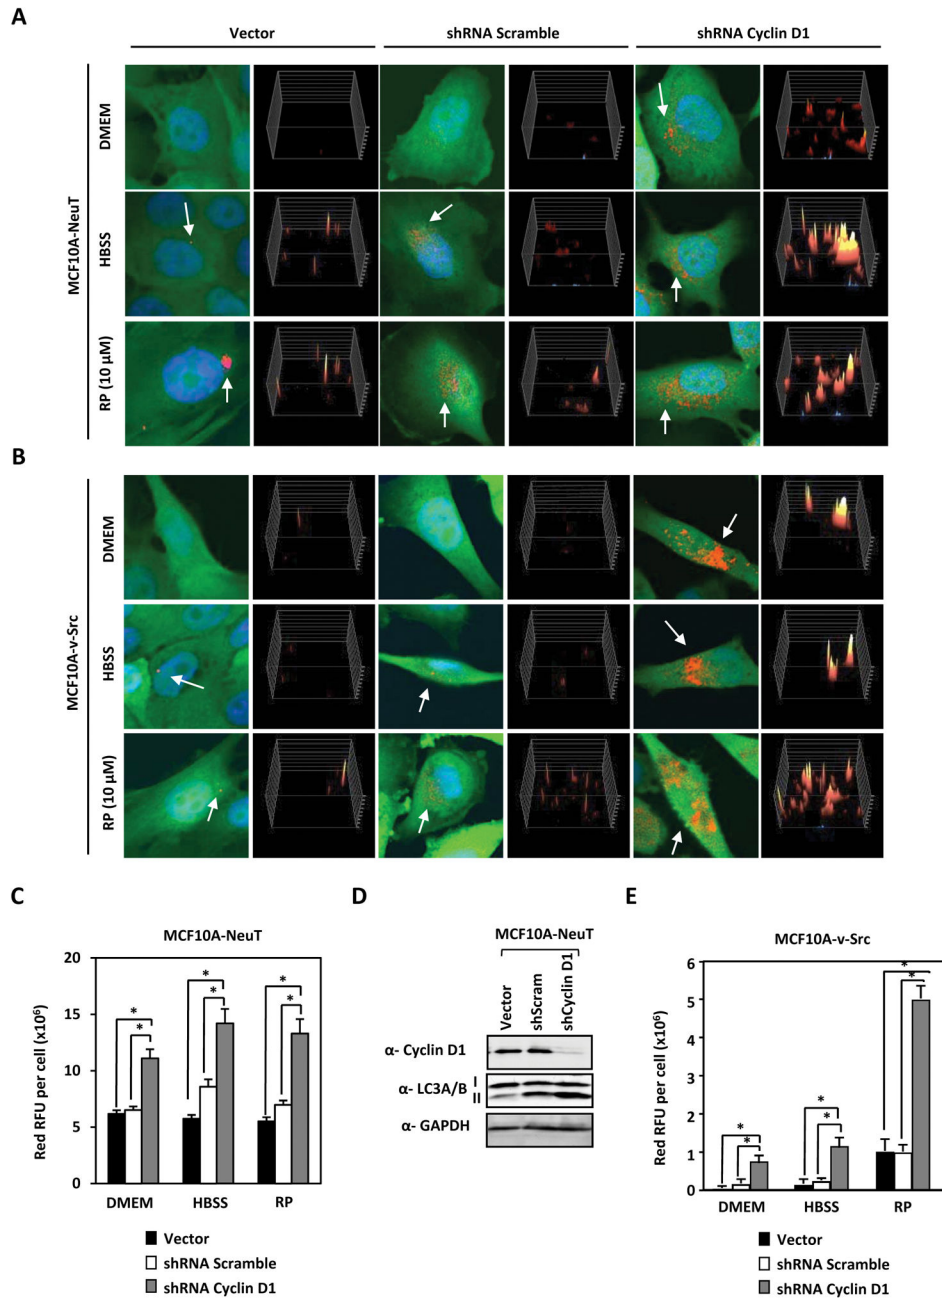 A
Vector
shRNA Scramble
shRNA Cyclin D1
MCF10A-NeuT
DMEM
HBSS
RP (10 μM)
B
MCF10A-v-Src
DMEM
HBSS
RP (10 μM)
C
MCF10A-NeuT
Red RFU per cell (x10⁶)
20
15
10
5
0
* * * * * *
DMEM HBSS RP
Vector
shRNA Scramble
shRNA Cyclin D1
D
MCF10A-NeuT
Vector shScram shCyclin D1
α- Cyclin D1
α- LC3A/B I
II
α- GAPDH
E
MCF10A-v-Src
Red RFU per cell (x10⁶)
6
5
4
3
2
1
0
* * * * * *
DMEM HBSS RP
Vector
shRNA Scramble
shRNA Cyclin D1